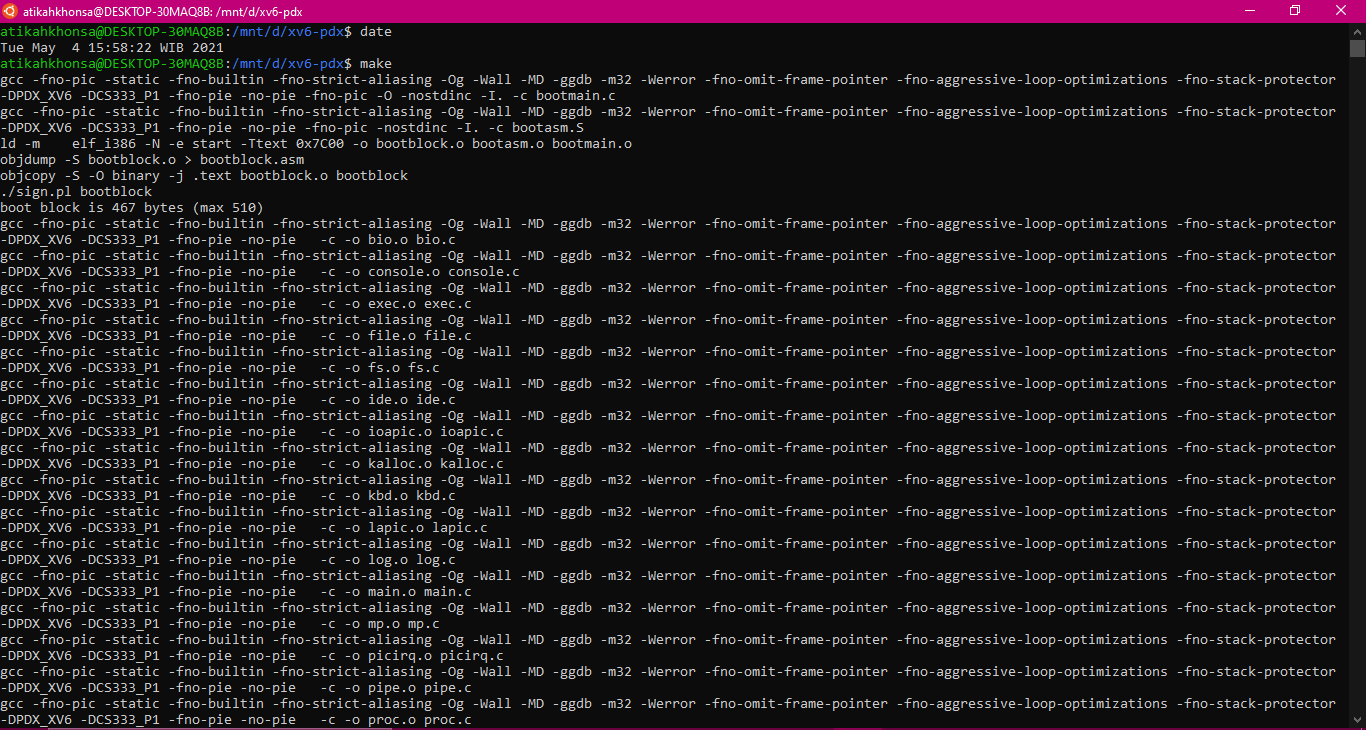 atikahkhonsa@DESKTOP-30MAQ8B: /mnt/d/xv6-pdx
atikahkhonsa@DESKTOP-30MAQ8B:/mnt/d/xv6-pdx$ date
Tue May  4 15:58:22 WIB 2021
atikahkhonsa@DESKTOP-30MAQ8B:/mnt/d/xv6-pdx$ make
gcc -fno-pic -static -fno-builtin -fno-strict-aliasing -Og -Wall -MD -ggdb -m32 -Werror -fno-omit-frame-pointer -fno-aggressive-loop-optimizations -fno-stack-protector
-DPDX_XV6 -DCS333_P1 -fno-pie -no-pie -fno-pic -O -nostdinc -I. -c bootmain.c
gcc -fno-pic -static -fno-builtin -fno-strict-aliasing -Og -Wall -MD -ggdb -m32 -Werror -fno-omit-frame-pointer -fno-aggressive-loop-optimizations -fno-stack-protector
-DPDX_XV6 -DCS333_P1 -fno-pie -no-pie -fno-pic -nostdinc -I. -c bootasm.S
ld -m    elf_i386 -N -e start -Ttext 0x7C00 -o bootblock.o bootasm.o bootmain.o
objdump -S bootblock.o > bootblock.asm
objcopy -S -O binary -j .text bootblock.o bootblock
./sign.pl bootblock
boot block is 467 bytes (max 510)
gcc -fno-pic -static -fno-builtin -fno-strict-aliasing -Og -Wall -MD -ggdb -m32 -Werror -fno-omit-frame-pointer -fno-aggressive-loop-optimizations -fno-stack-protector
-DPDX_XV6 -DCS333_P1 -fno-pie -no-pie   -c -o bio.o bio.c
gcc -fno-pic -static -fno-builtin -fno-strict-aliasing -Og -Wall -MD -ggdb -m32 -Werror -fno-omit-frame-pointer -fno-aggressive-loop-optimizations -fno-stack-protector
-DPDX_XV6 -DCS333_P1 -fno-pie -no-pie   -c -o console.o console.c
gcc -fno-pic -static -fno-builtin -fno-strict-aliasing -Og -Wall -MD -ggdb -m32 -Werror -fno-omit-frame-pointer -fno-aggressive-loop-optimizations -fno-stack-protector
-DPDX_XV6 -DCS333_P1 -fno-pie -no-pie   -c -o exec.o exec.c
gcc -fno-pic -static -fno-builtin -fno-strict-aliasing -Og -Wall -MD -ggdb -m32 -Werror -fno-omit-frame-pointer -fno-aggressive-loop-optimizations -fno-stack-protector
-DPDX_XV6 -DCS333_P1 -fno-pie -no-pie   -c -o file.o file.c
gcc -fno-pic -static -fno-builtin -fno-strict-aliasing -Og -Wall -MD -ggdb -m32 -Werror -fno-omit-frame-pointer -fno-aggressive-loop-optimizations -fno-stack-protector
-DPDX_XV6 -DCS333_P1 -fno-pie -no-pie   -c -o fs.o fs.c
gcc -fno-pic -static -fno-builtin -fno-strict-aliasing -Og -Wall -MD -ggdb -m32 -Werror -fno-omit-frame-pointer -fno-aggressive-loop-optimizations -fno-stack-protector
-DPDX_XV6 -DCS333_P1 -fno-pie -no-pie   -c -o ide.o ide.c
gcc -fno-pic -static -fno-builtin -fno-strict-aliasing -Og -Wall -MD -ggdb -m32 -Werror -fno-omit-frame-pointer -fno-aggressive-loop-optimizations -fno-stack-protector
-DPDX_XV6 -DCS333_P1 -fno-pie -no-pie   -c -o ioapic.o ioapic.c
gcc -fno-pic -static -fno-builtin -fno-strict-aliasing -Og -Wall -MD -ggdb -m32 -Werror -fno-omit-frame-pointer -fno-aggressive-loop-optimizations -fno-stack-protector
-DPDX_XV6 -DCS333_P1 -fno-pie -no-pie   -c -o kalloc.o kalloc.c
gcc -fno-pic -static -fno-builtin -fno-strict-aliasing -Og -Wall -MD -ggdb -m32 -Werror -fno-omit-frame-pointer -fno-aggressive-loop-optimizations -fno-stack-protector
-DPDX_XV6 -DCS333_P1 -fno-pie -no-pie   -c -o kbd.o kbd.c
gcc -fno-pic -static -fno-builtin -fno-strict-aliasing -Og -Wall -MD -ggdb -m32 -Werror -fno-omit-frame-pointer -fno-aggressive-loop-optimizations -fno-stack-protector
-DPDX_XV6 -DCS333_P1 -fno-pie -no-pie   -c -o lapic.o lapic.c
gcc -fno-pic -static -fno-builtin -fno-strict-aliasing -Og -Wall -MD -ggdb -m32 -Werror -fno-omit-frame-pointer -fno-aggressive-loop-optimizations -fno-stack-protector
-DPDX_XV6 -DCS333_P1 -fno-pie -no-pie   -c -o log.o log.c
gcc -fno-pic -static -fno-builtin -fno-strict-aliasing -Og -Wall -MD -ggdb -m32 -Werror -fno-omit-frame-pointer -fno-aggressive-loop-optimizations -fno-stack-protector
-DPDX_XV6 -DCS333_P1 -fno-pie -no-pie   -c -o main.o main.c
gcc -fno-pic -static -fno-builtin -fno-strict-aliasing -Og -Wall -MD -ggdb -m32 -Werror -fno-omit-frame-pointer -fno-aggressive-loop-optimizations -fno-stack-protector
-DPDX_XV6 -DCS333_P1 -fno-pie -no-pie   -c -o mp.o mp.c
gcc -fno-pic -static -fno-builtin -fno-strict-aliasing -Og -Wall -MD -ggdb -m32 -Werror -fno-omit-frame-pointer -fno-aggressive-loop-optimizations -fno-stack-protector
-DPDX_XV6 -DCS333_P1 -fno-pie -no-pie   -c -o picirq.o picirq.c
gcc -fno-pic -static -fno-builtin -fno-strict-aliasing -Og -Wall -MD -ggdb -m32 -Werror -fno-omit-frame-pointer -fno-aggressive-loop-optimizations -fno-stack-protector
-DPDX_XV6 -DCS333_P1 -fno-pie -no-pie   -c -o pipe.o pipe.c
gcc -fno-pic -static -fno-builtin -fno-strict-aliasing -Og -Wall -MD -ggdb -m32 -Werror -fno-omit-frame-pointer -fno-aggressive-loop-optimizations -fno-stack-protector
-DPDX_XV6 -DCS333_P1 -fno-pie -no-pie   -c -o proc.o proc.c